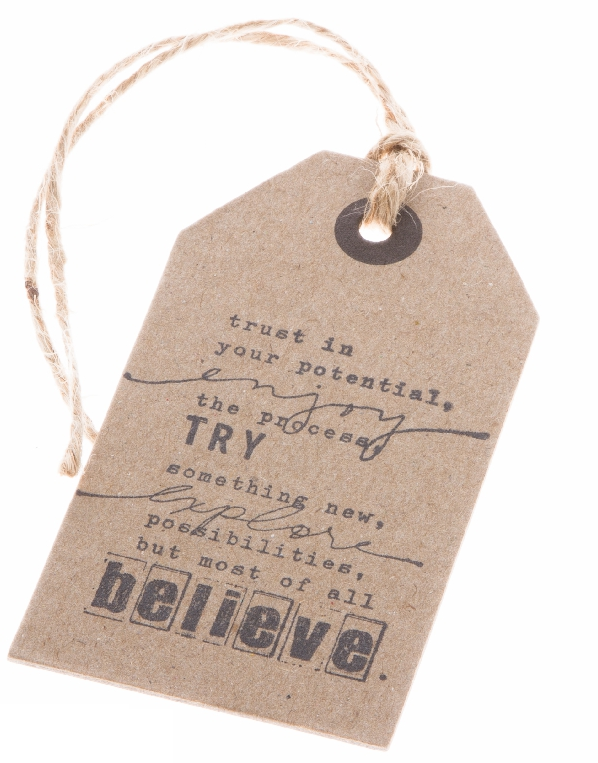 trust in
your potential,
enjoy
the process,
TRY
something new,
explore
possibilities,
but most of all
believe.